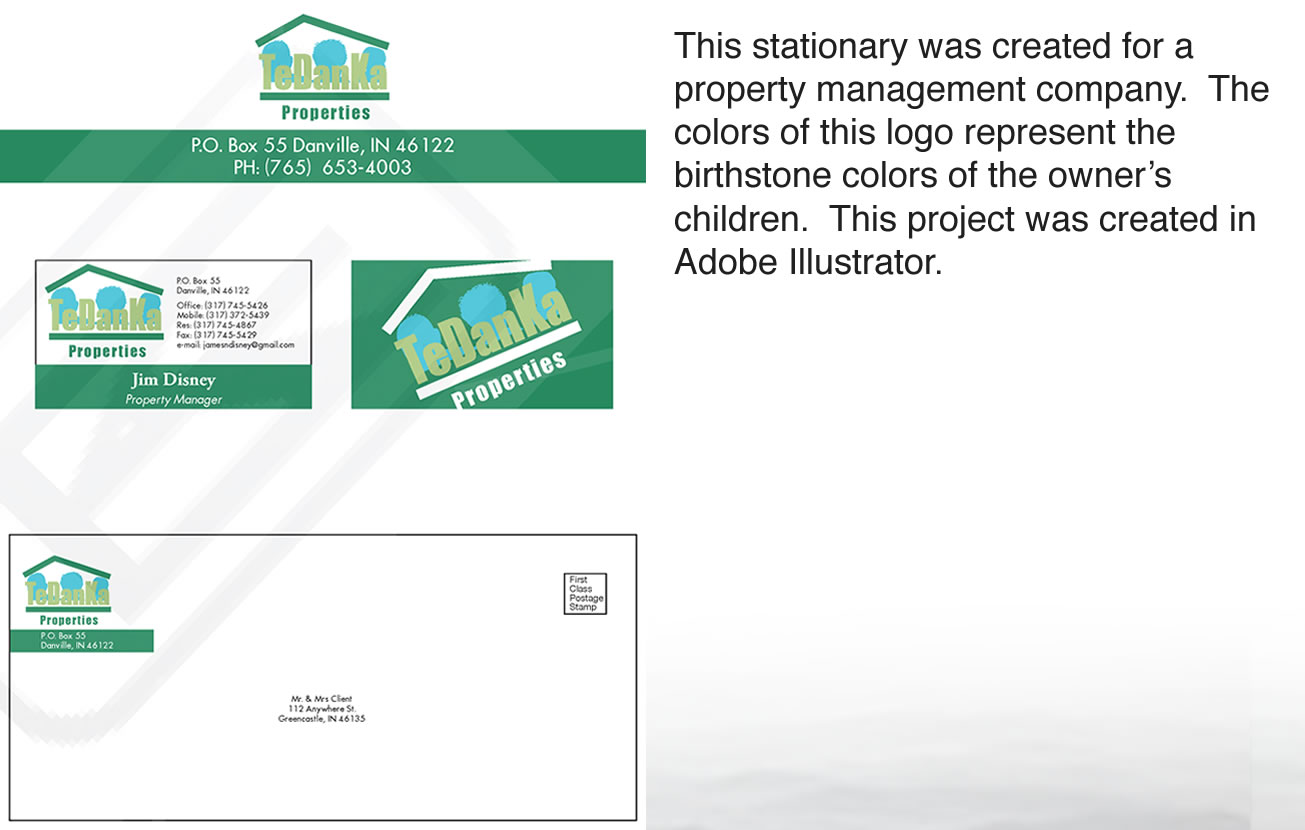 TeDanKa
Properties
P.O. Box 55 Danville, IN 46122
PH: (765)  653-4003
TeDanKa
Properties
P.O. Box 55
Danville, IN 46122
Office: (317) 745-5426
Mobile: (317) 372-5439
Res: (317) 745-4867
Fax: (317) 745-5429
e-mail: jamesndisney@gmail.com
Jim Disney
Property Manager
TeDanKa
Properties
TeDanKa
Properties
P.O. Box 55
Danville, IN 46122
First
Class
Postage
Stamp
Mr. & Mrs Client
112 Anywhere St.
Greencastle, IN 46135
This stationary was created for a
property management company.  The
colors of this logo represent the
birthstone colors of the owner’s
children.  This project was created in
Adobe Illustrator.